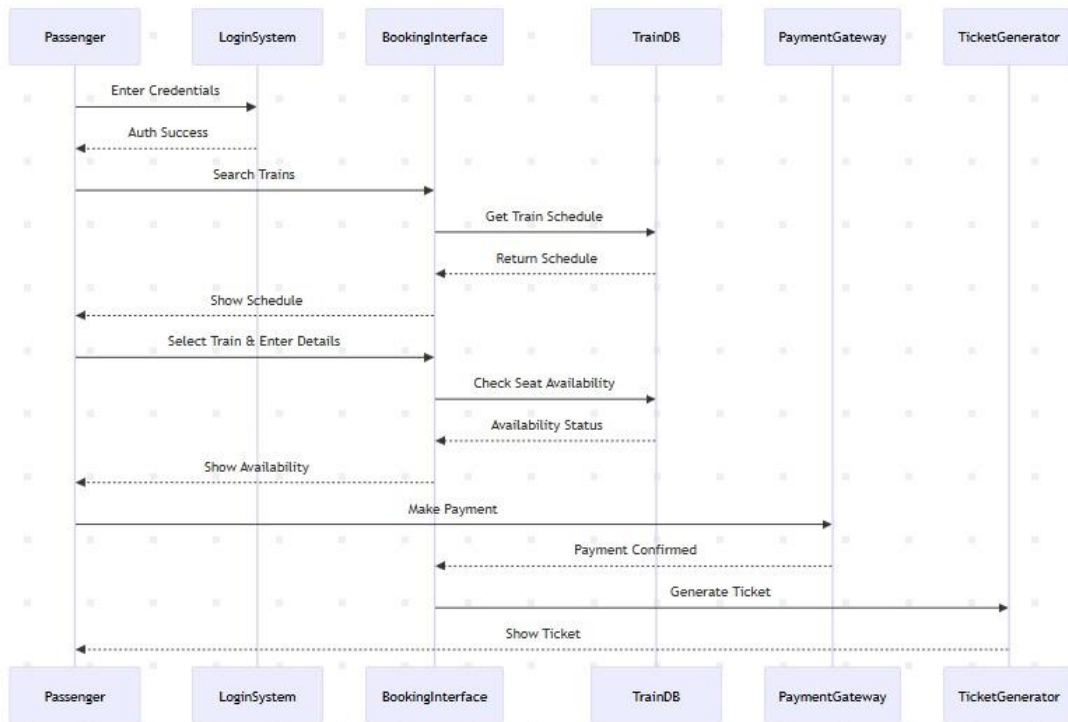 Passenger LoginSystem BookingInterface TrainDB PaymentGateway TicketGenerator
Enter Credentials
Auth Success
Search Trains
Get Train Schedule
Return Schedule
Show Schedule
Select Train & Enter Details
Check Seat Availability
Availability Status
Show Availability
Make Payment
Payment Confirmed
Generate Ticket
Show Ticket
Passenger LoginSystem BookingInterface TrainDB PaymentGateway TicketGenerator